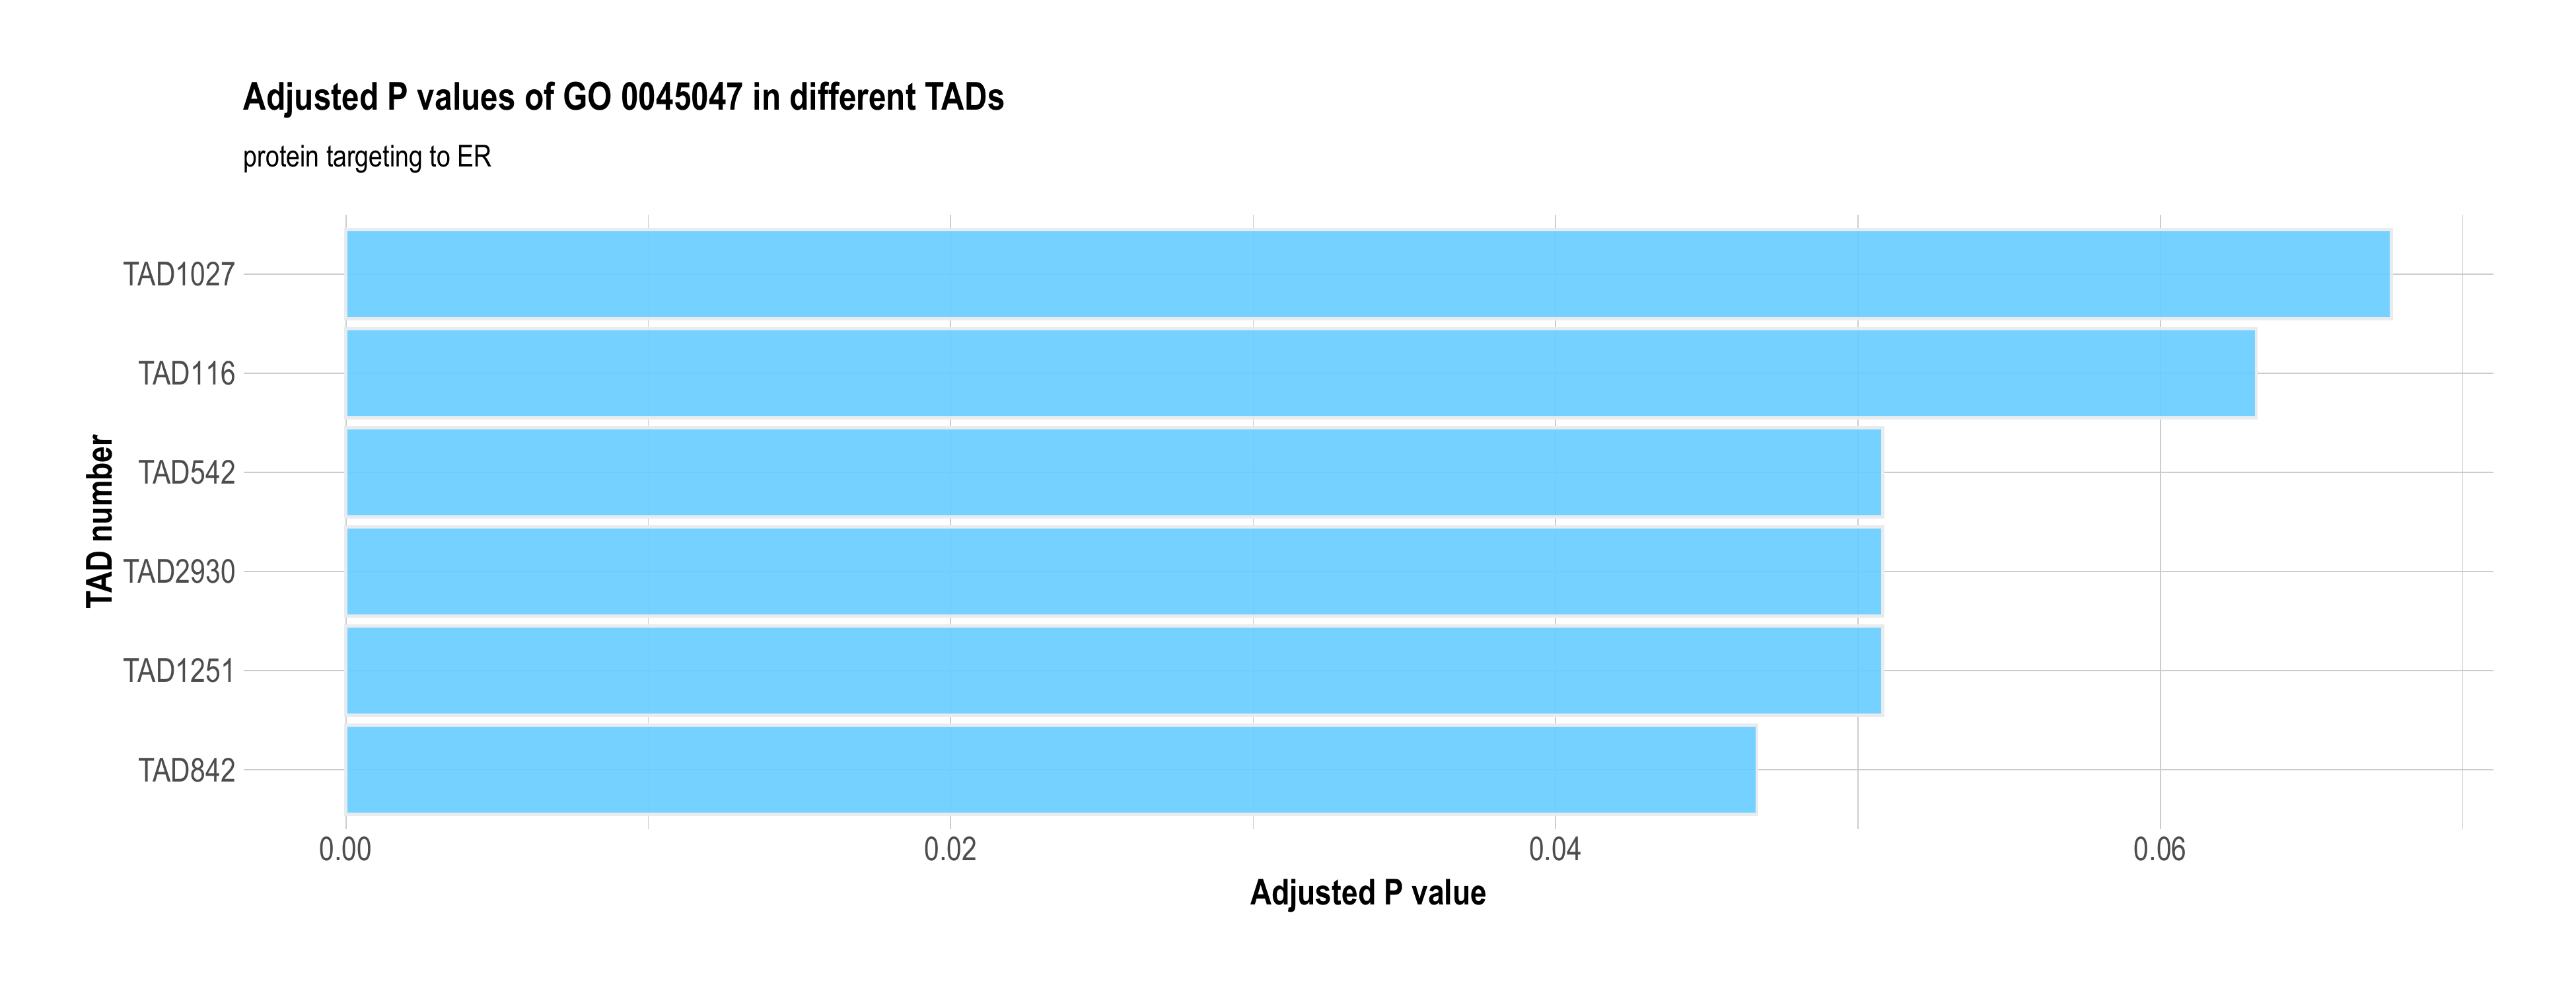 Adjusted P values of GO 0045047 in different TADs
protein targeting to ER
TAD number
TAD1027
TAD116
TAD542
TAD2930
TAD1251
TAD842
0.00 0.02 0.04 0.06
Adjusted P value